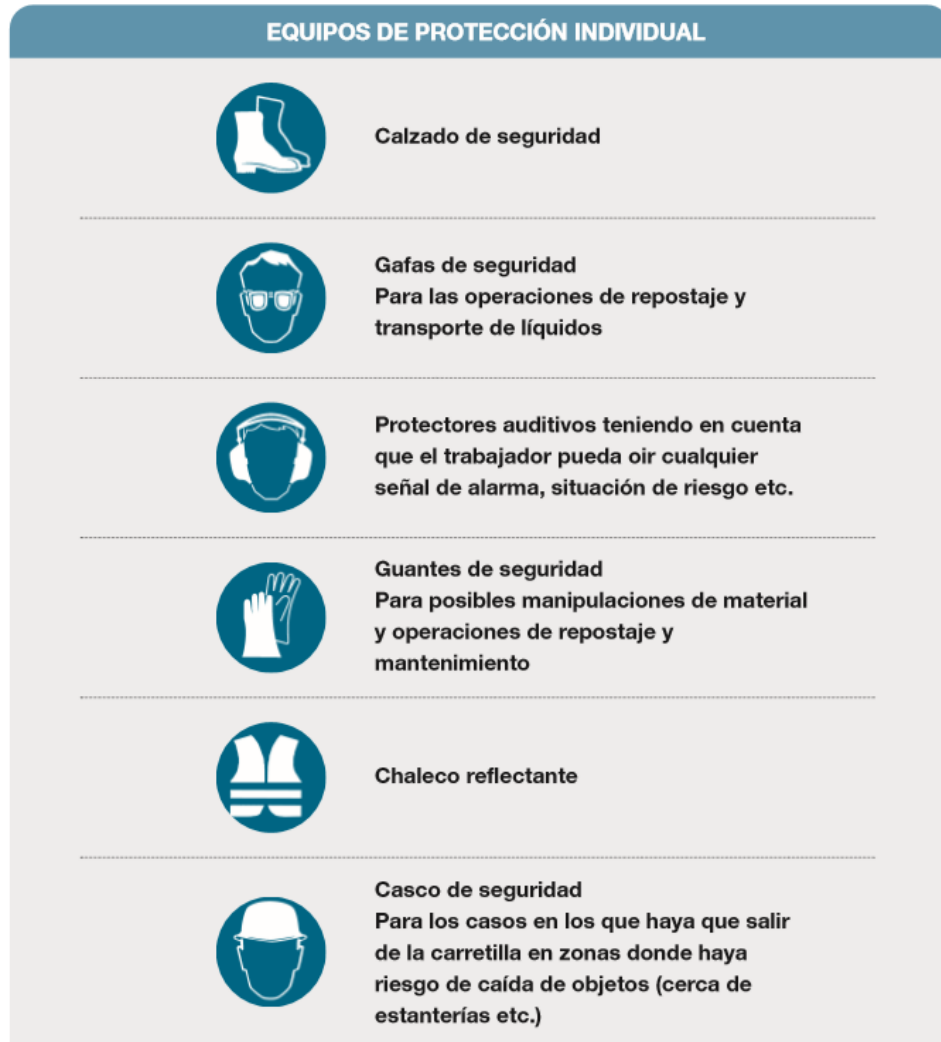 EQUIPOS DE PROTECCIÓN INDIVIDUAL
Calzado de seguridad
Gafas de seguridad
Para las operaciones de repostaje y
transporte de líquidos
Protectores auditivos teniendo en cuenta
que el trabajador pueda oir cualquier
señal de alarma, situación de riesgo etc.
Guantes de seguridad
Para posibles manipulaciones de material
y operaciones de repostaje y
mantenimiento
Chaleco reflectante
Casco de seguridad
Para los casos en los que haya que salir
de la carretilla en zonas donde haya
riesgo de caída de objetos (cerca de
estanterías etc.)